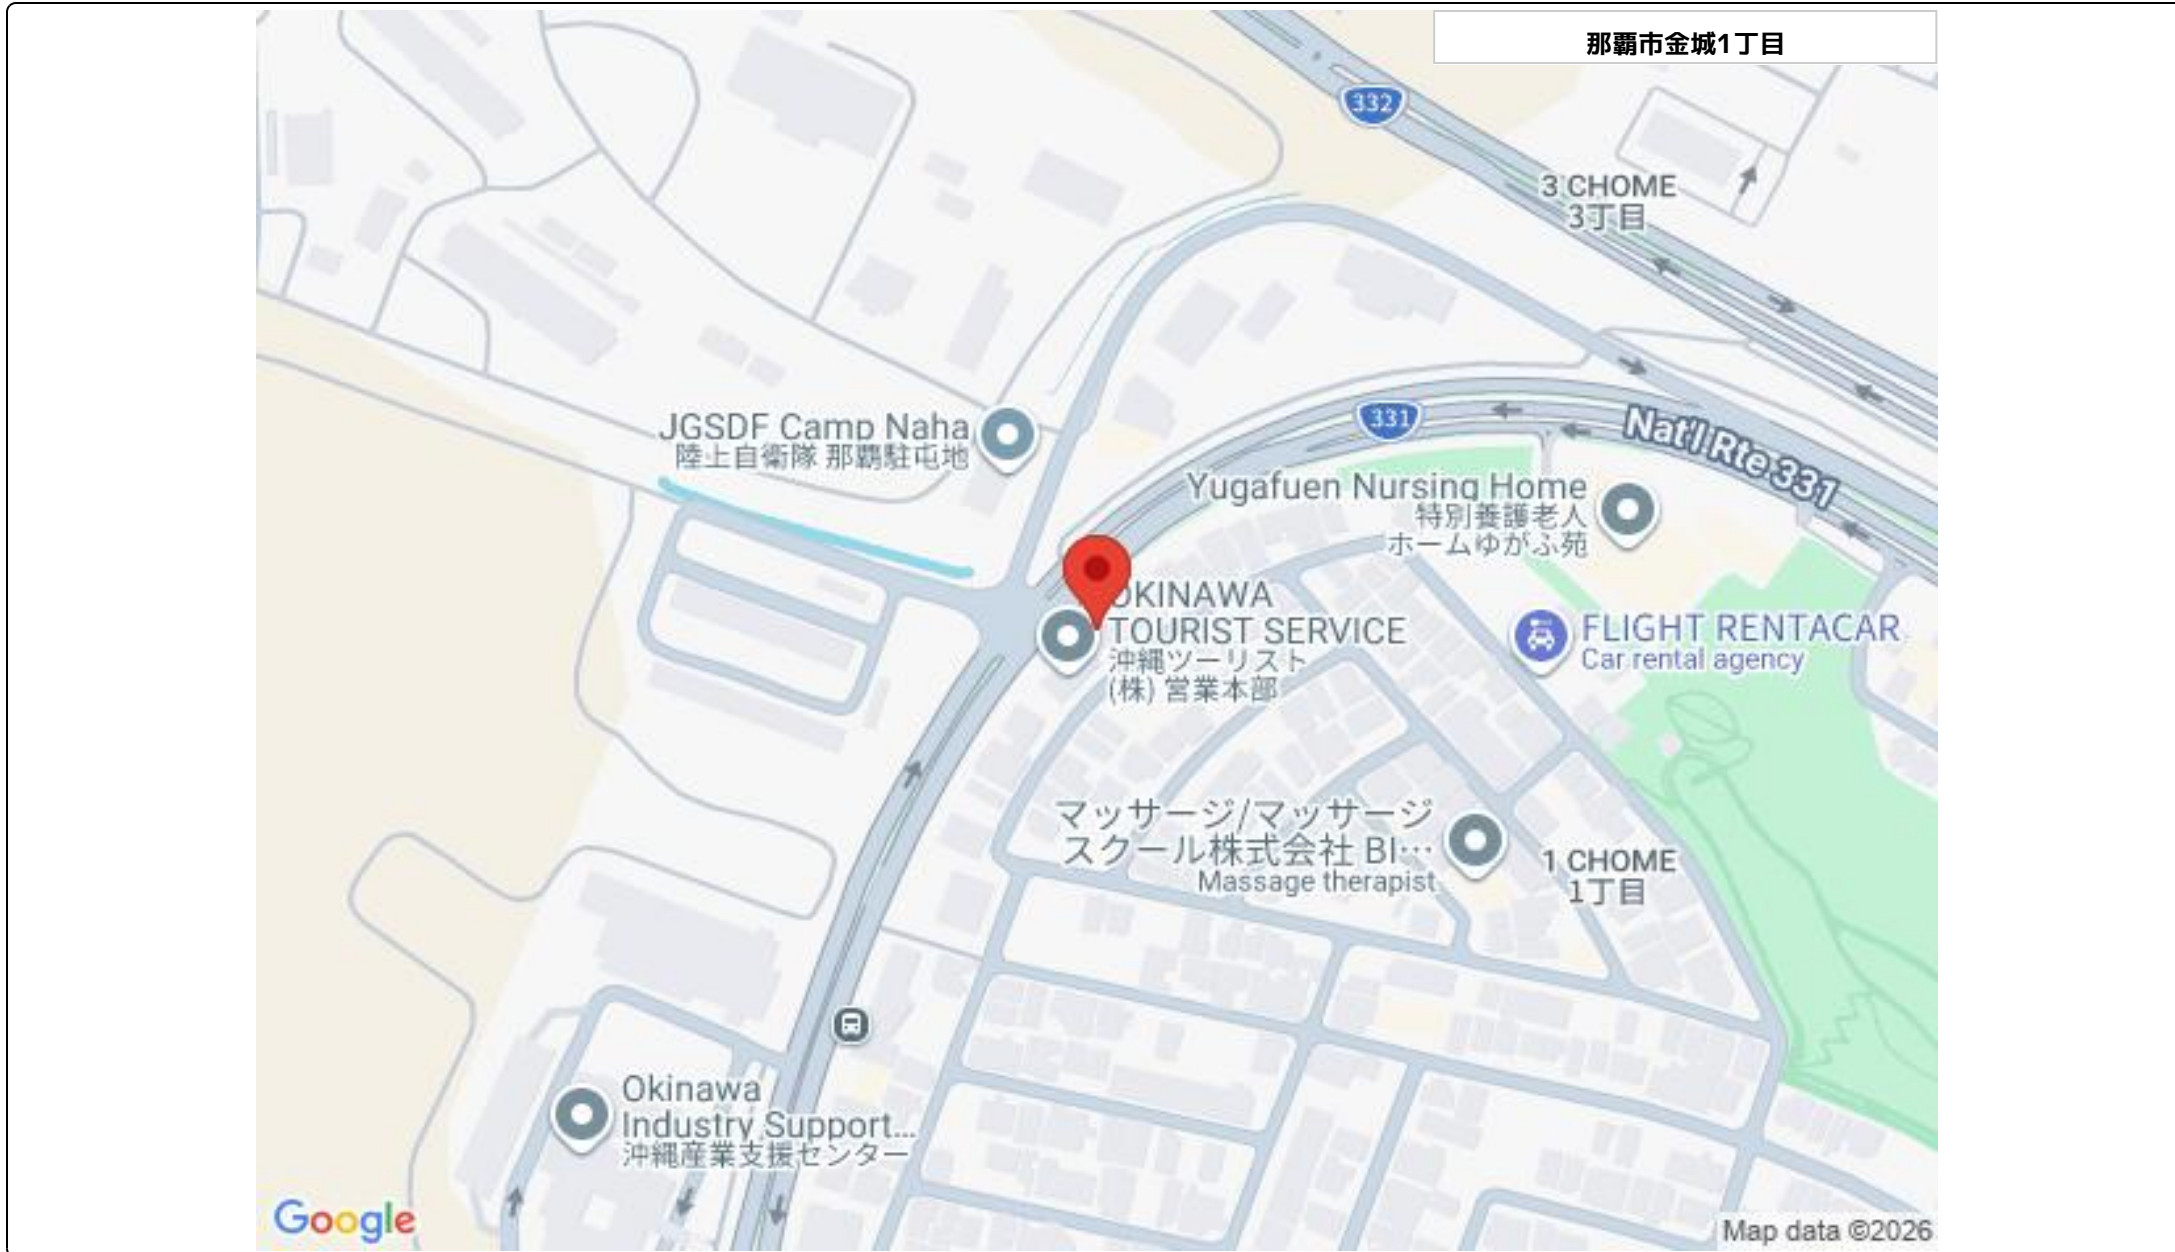 那覇市金城1丁目
332
3 CHOME
3丁目
JGSDF Camp Naha
陸上自衛隊 那覇駐屯地
331
Nat'l Rte 331
Yugafuen Nursing Home
特別養護老人
ホームゆがふ苑
OKINAWA
TOURIST SERVICE
沖縄ツーリスト
(株) 営業本部
FLIGHT RENTACAR
Car rental agency
マッサージ/マッサージ
スクール株式会社 BI…
Massage therapist
1 CHOME
1丁目
Okinawa
Industry Support...
沖縄産業支援センター
Google
Map data ©2026